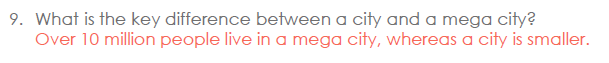 9. What is the key difference between a city and a mega city?
Over 10 million people live in a mega city, whereas a city is smaller.